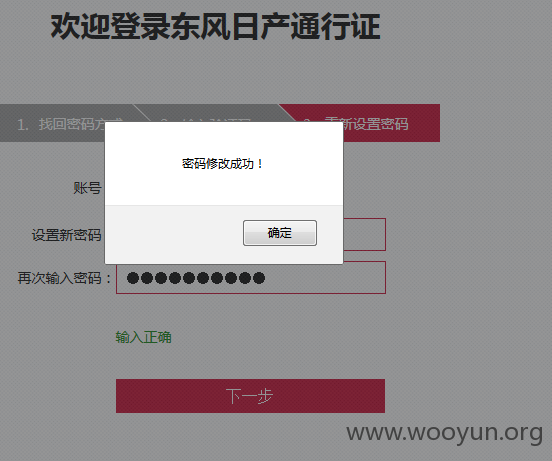 欢迎登录东风日产通行证
1. 找回密码方式
重新设置密码
密码修改成功！
账号
确定
设置新密码
再次输入密码：
输入正确
下一步
www.wooyun.org